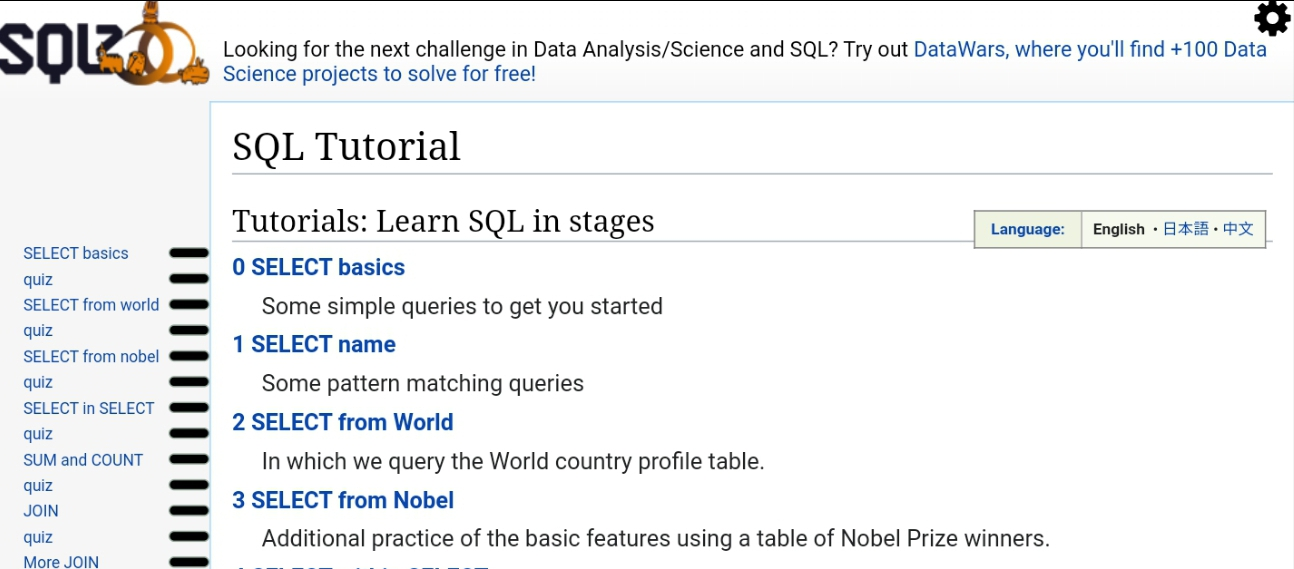 SQLZOO
Looking for the next challenge in Data Analysis/Science and SQL? Try out DataWars, where you'll find +100 Data
Science projects to solve for free!
SQL Tutorial
Tutorials: Learn SQL in stages
Language: English · 日本語 · 中文
SELECT basics
quiz
SELECT from world
quiz
SELECT from nobel
quiz
SELECT in SELECT
quiz
SUM and COUNT
quiz
JOIN
quiz
More JOIN
0 SELECT basics
Some simple queries to get you started
1 SELECT name
Some pattern matching queries
2 SELECT from World
In which we query the World country profile table.
3 SELECT from Nobel
Additional practice of the basic features using a table of Nobel Prize winners.